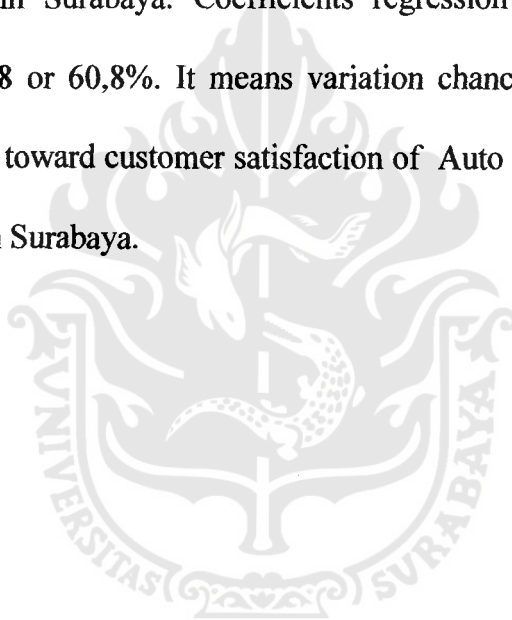 in Surabaya. Coefficients regression
8 or 60,8%. It means variation chanc
toward customer satisfaction of Auto
Surabaya.
UNIVERSITAS SURABAYA